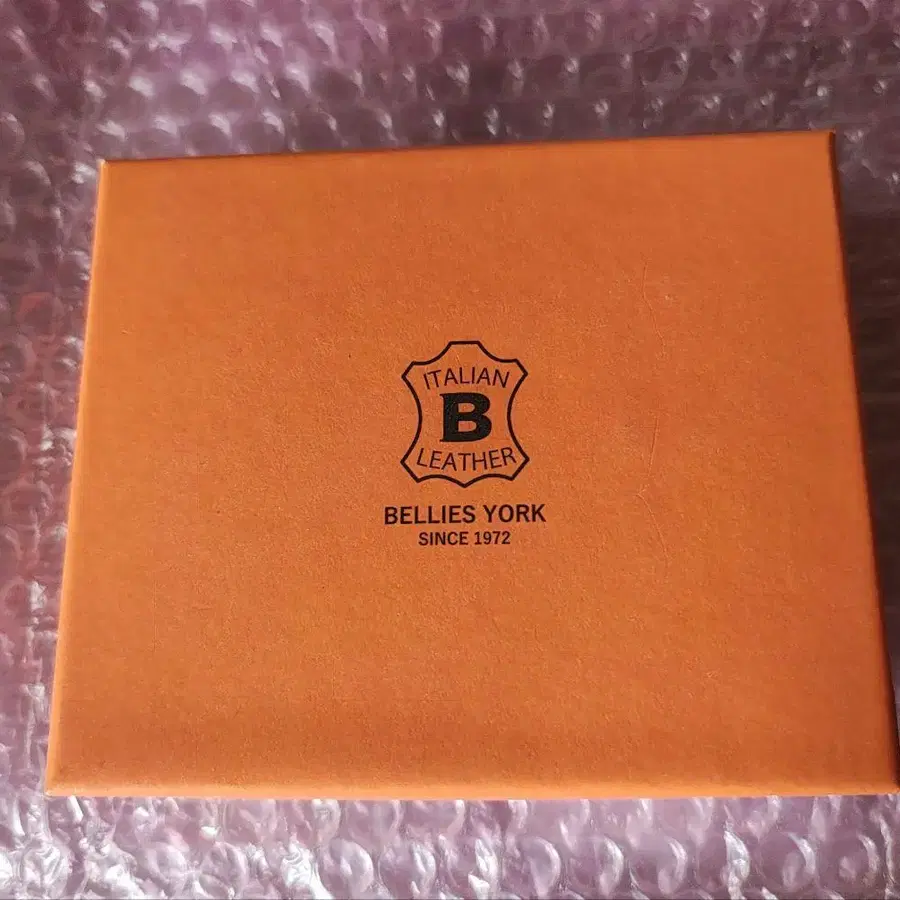 ITALIAN
B
LEATHER
BELLIES YORK
SINCE 1972